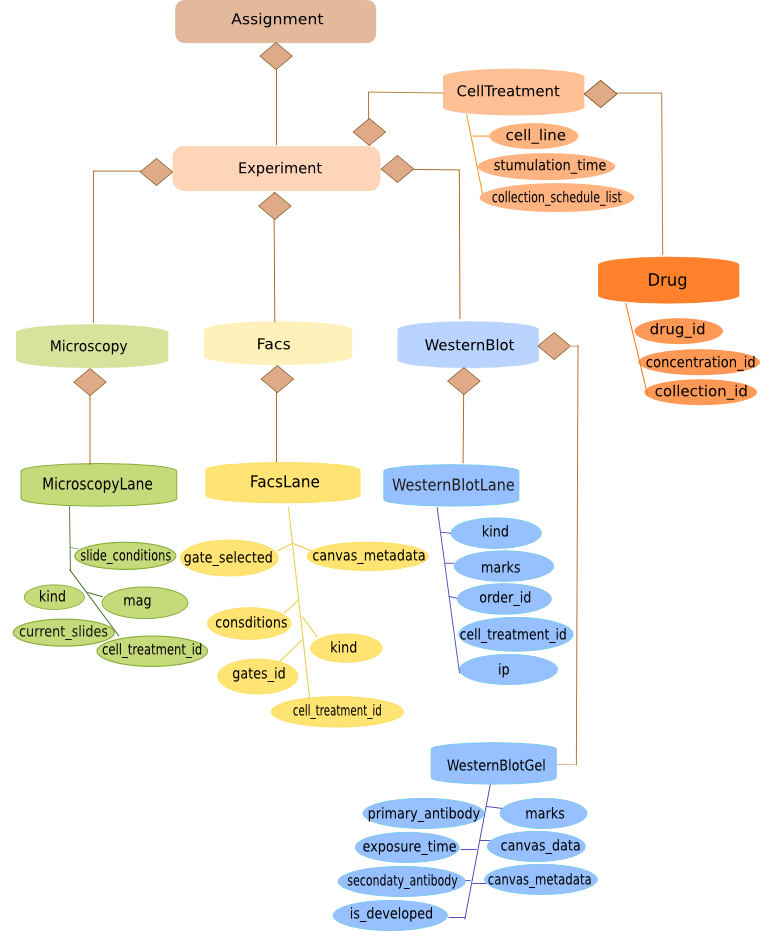 Assignment
CellTreatment
cell_line
stumulation_time
collection_schedule_list
Experiment
Drug
drug_id
concentration_id
collection_id
Microscopy
Facs
WesternBlot
MicroscopyLane
slide_conditions
kind
mag
current_slides
cell_treatment_id
FacsLane
gate_selected
canvas_metadata
consditions
kind
gates_id
cell_treatment_id
WesternBlotLane
kind
marks
order_id
cell_treatment_id
ip
WesternBlotGel
primary_antibody
marks
exposure_time
canvas_data
secondaty_antibody
canvas_metadata
is_developed